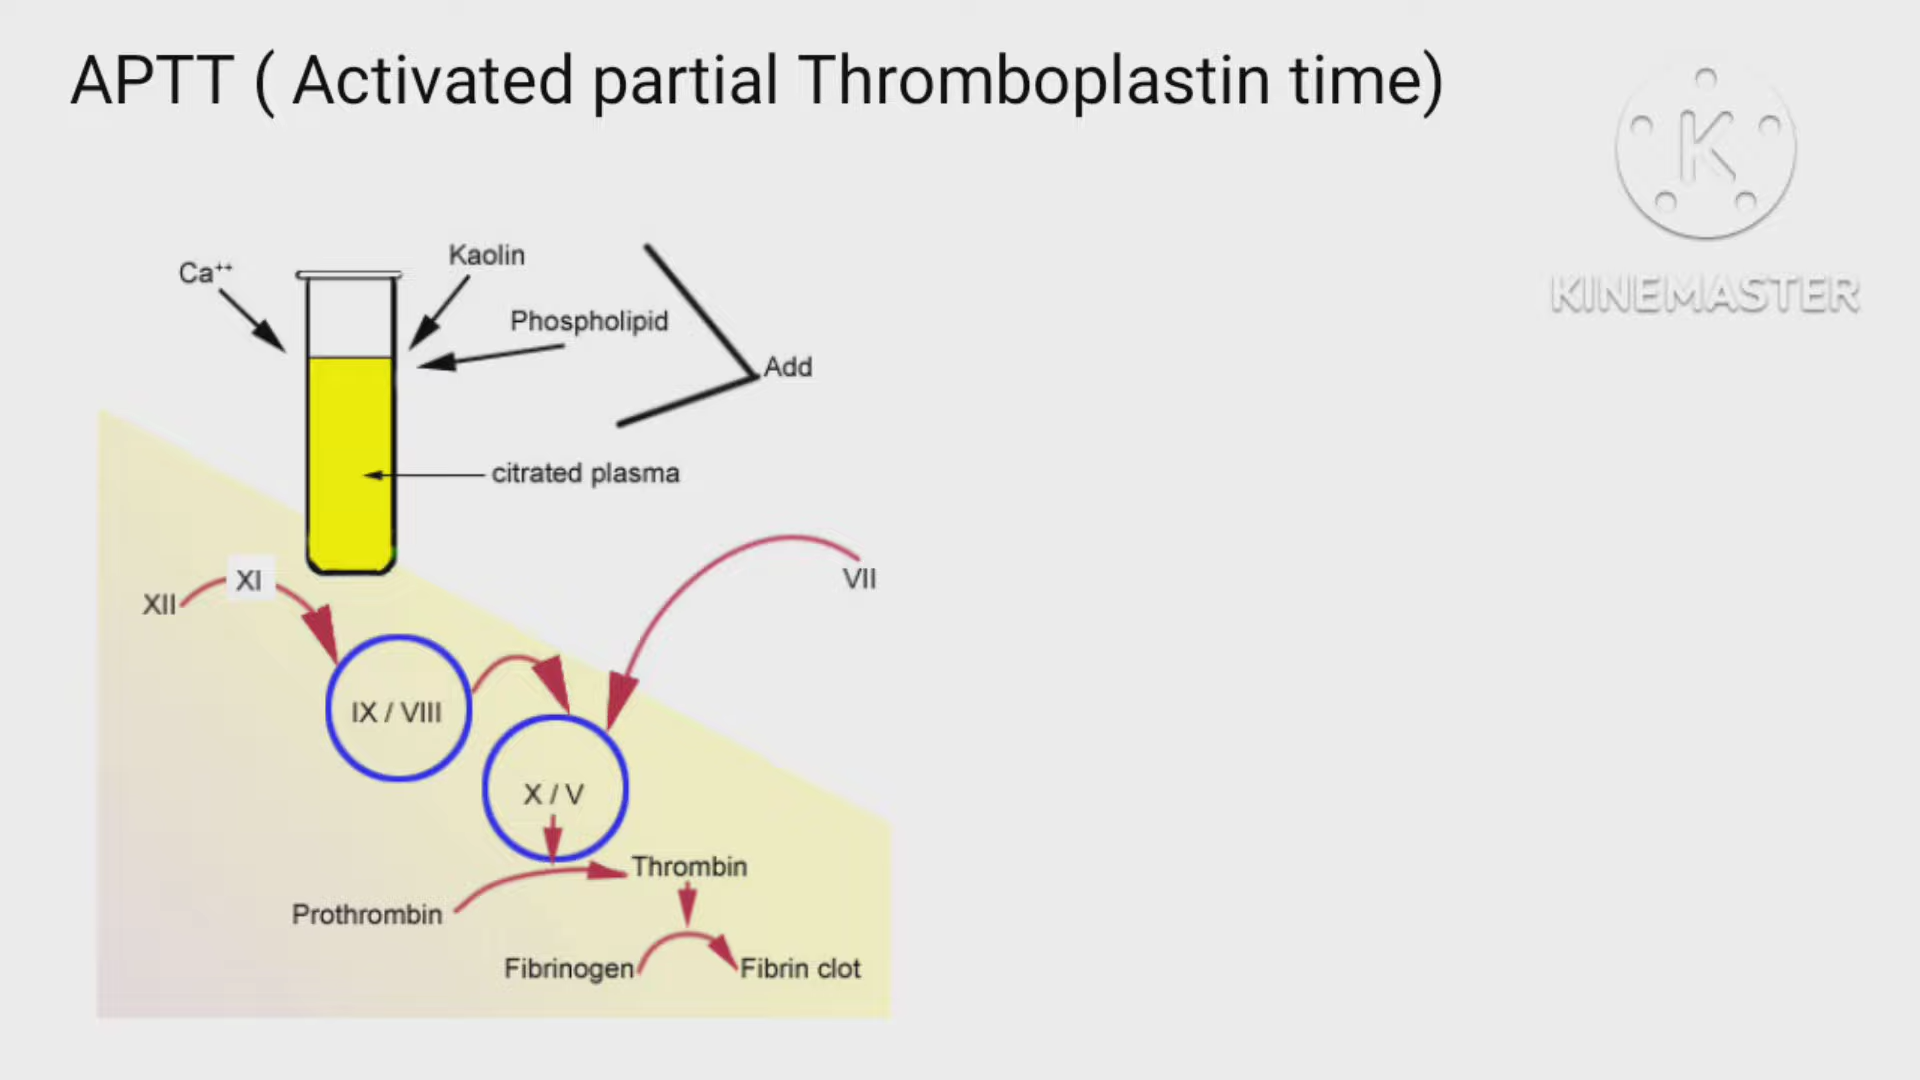 APTT ( Activated partial Thromboplastin time)
K
KINEMASTER
Ca++
Kaolin
Phospholipid
Add
citrated plasma
XII
XI
VII
IX / VIII
X / V
Thrombin
Prothrombin
Fibrinogen
Fibrin clot